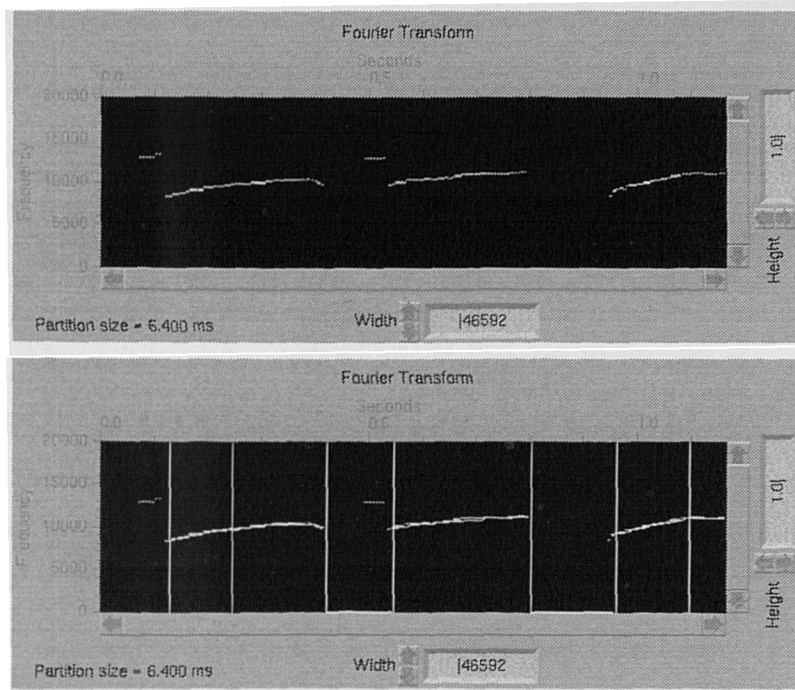 Fourier Transform
Seconds
0.0 0.5 1.0
20000
15000
10000
5000
0
Frequency
1.0
Height
Partition size = 6.400 ms
Width 46592
Fourier Transform
Seconds
0.0 0.5 1.0
20000
15000
10000
5000
0
Frequency
1.0
Height
Partition size = 6.400 ms
Width 46592